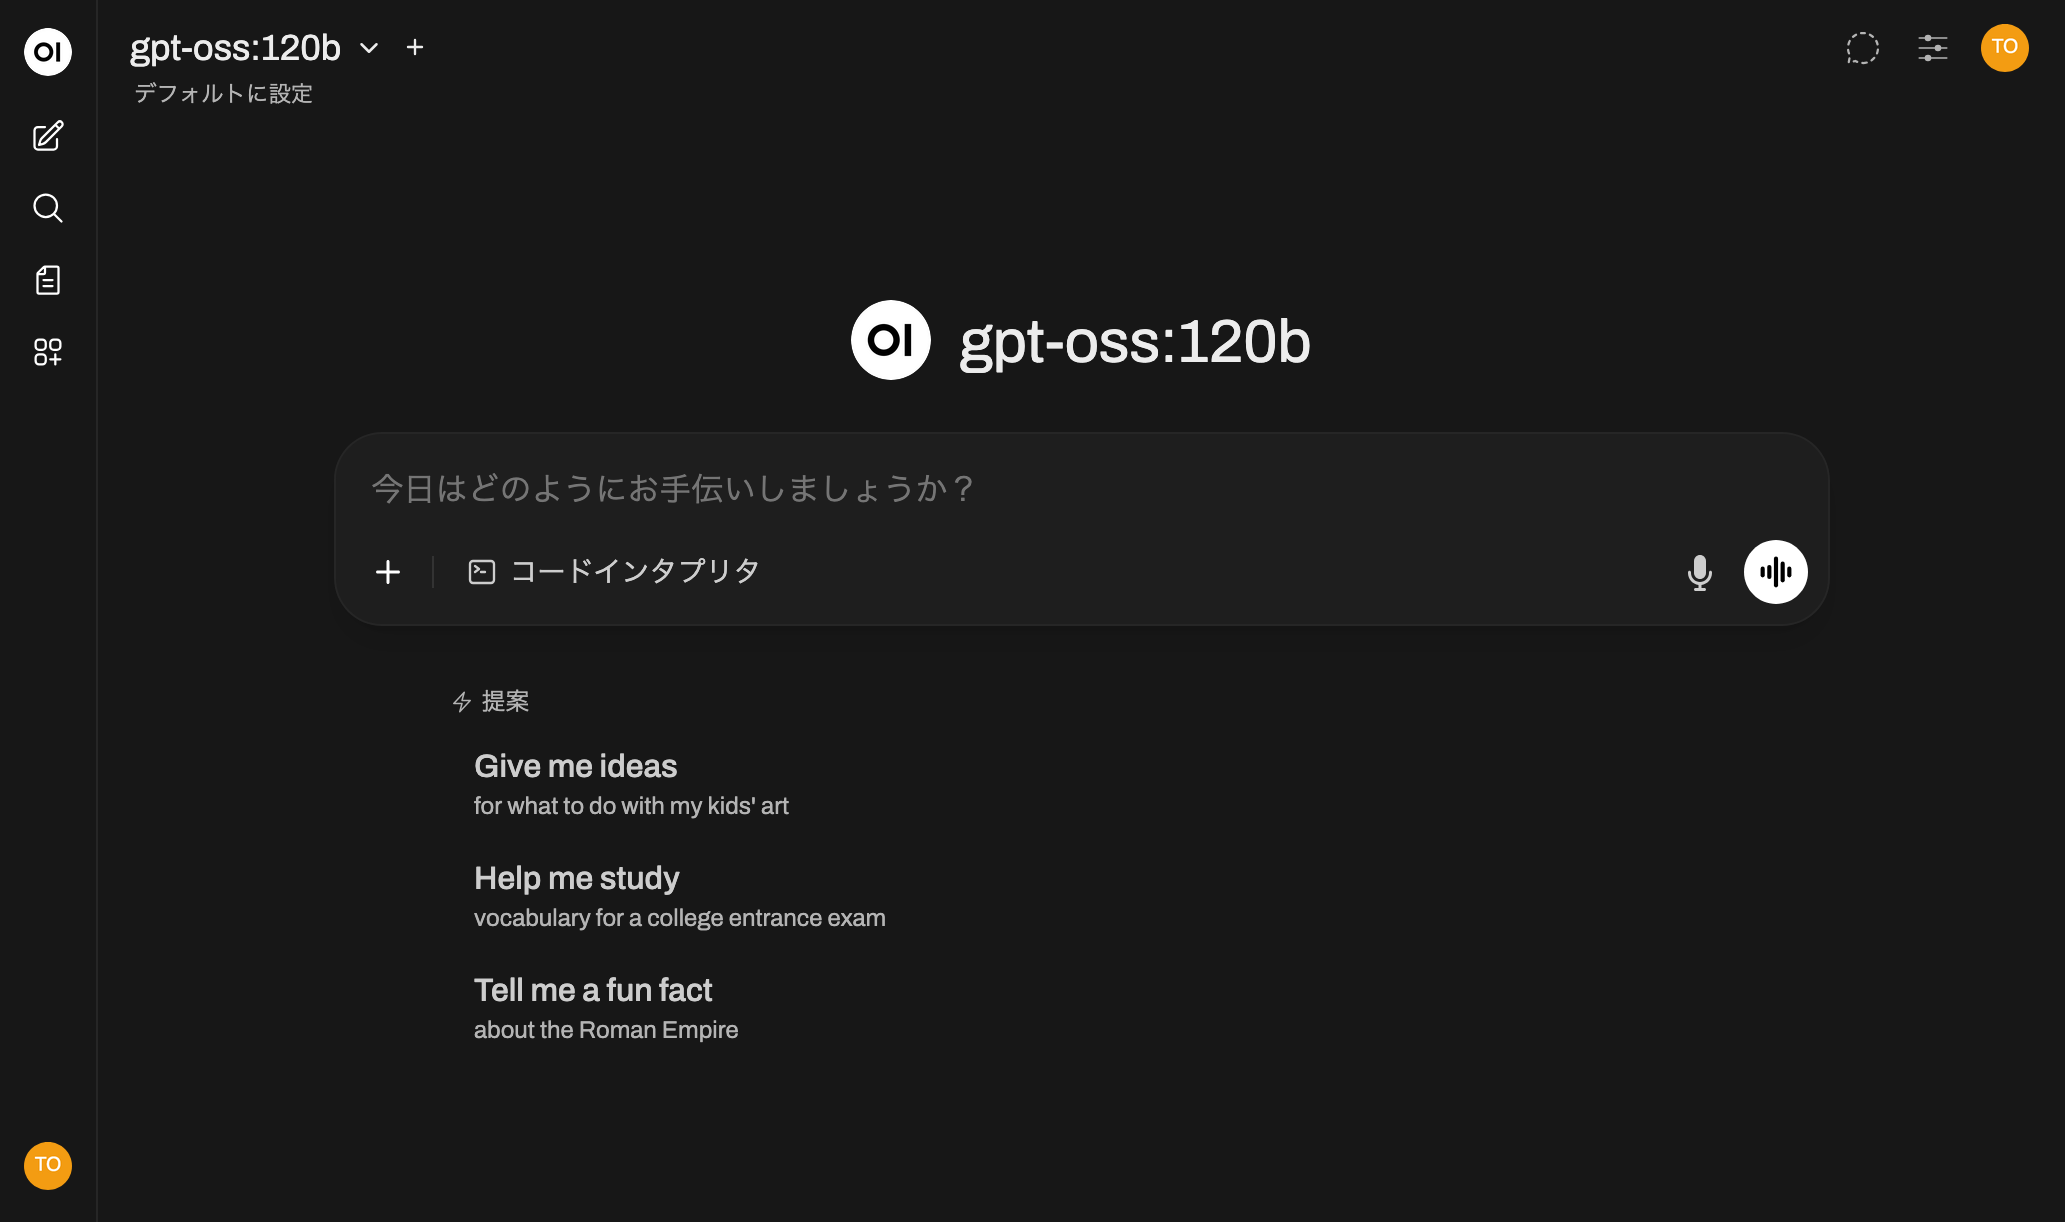 OI
gpt-oss:120b
デフォルトに設定
TO
OI gpt-oss:120b
今日はどのようにお手伝いしましょうか？
コードインタプリタ
提案
Give me ideas
for what to do with my kids' art
Help me study
vocabulary for a college entrance exam
Tell me a fun fact
about the Roman Empire
TO